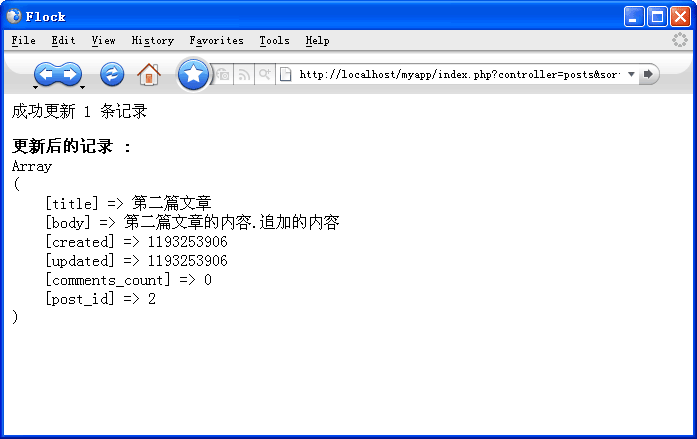 Flock
File Edit View History Favorites Tools Help
http://localhost/myapp/index.php?controller=posts&sor
成功更新 1 条记录
更新后的记录 :
Array
(
[title] => 第二篇文章
[body] => 第二篇文章的内容.追加的内容
[created] => 1193253906
[updated] => 1193253906
[comments_count] => 0
[post_id] => 2
)